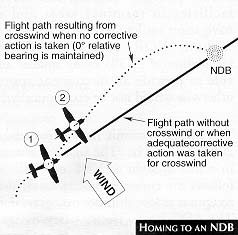 Flight path resulting from
crosswind when no corrective
action is taken (0° relative
bearing is maintained)
NDB
2
Flight path without
crosswind or when
adequatecorrective
action was taken
for crosswind
1
WIND
HOMING TO AN NDB